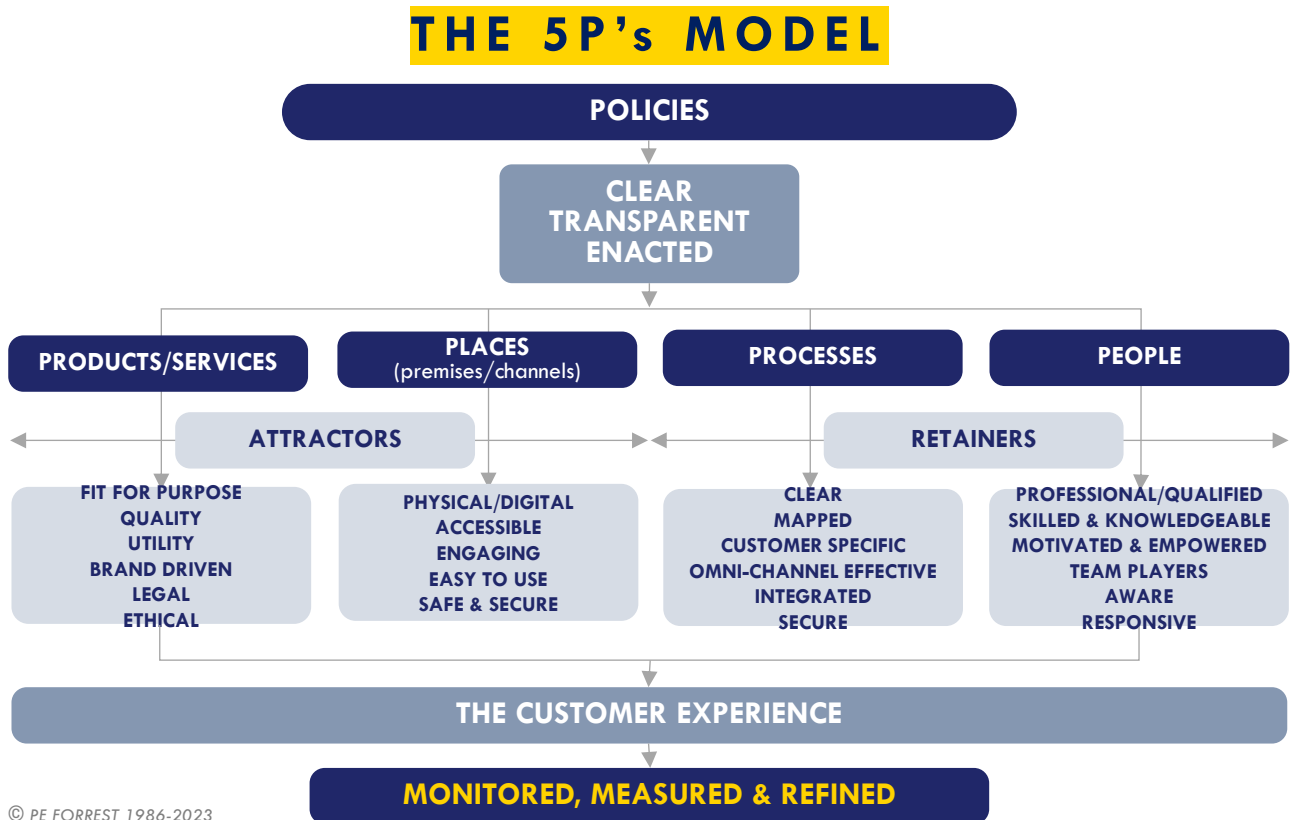 THE 5P's MODEL
POLICIES
CLEAR
TRANSPARENT
ENACTED
PRODUCTS/SERVICES
PLACES
(premises/channels)
PROCESSES
PEOPLE
ATTRACTORS
RETAINERS
FIT FOR PURPOSE
QUALITY
UTILITY
BRAND DRIVEN
LEGAL
ETHICAL
PHYSICAL/DIGITAL
ACCESSIBLE
ENGAGING
EASY TO USE
SAFE & SECURE
CLEAR
MAPPED
CUSTOMER SPECIFIC
OMNI-CHANNEL EFFECTIVE
INTEGRATED
SECURE
PROFESSIONAL/QUALIFIED
SKILLED & KNOWLEDGEABLE
MOTIVATED & EMPOWERED
TEAM PLAYERS
AWARE
RESPONSIVE
THE CUSTOMER EXPERIENCE
MONITORED, MEASURED & REFINED
© PE FORREST 1986-2023